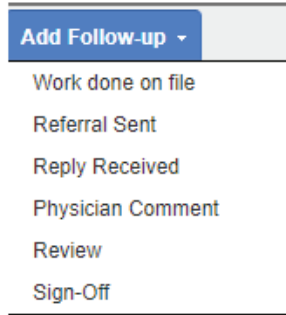 Add Follow-up
Work done on file
Referral Sent
Reply Received
Physician Comment
Review
Sign-Off